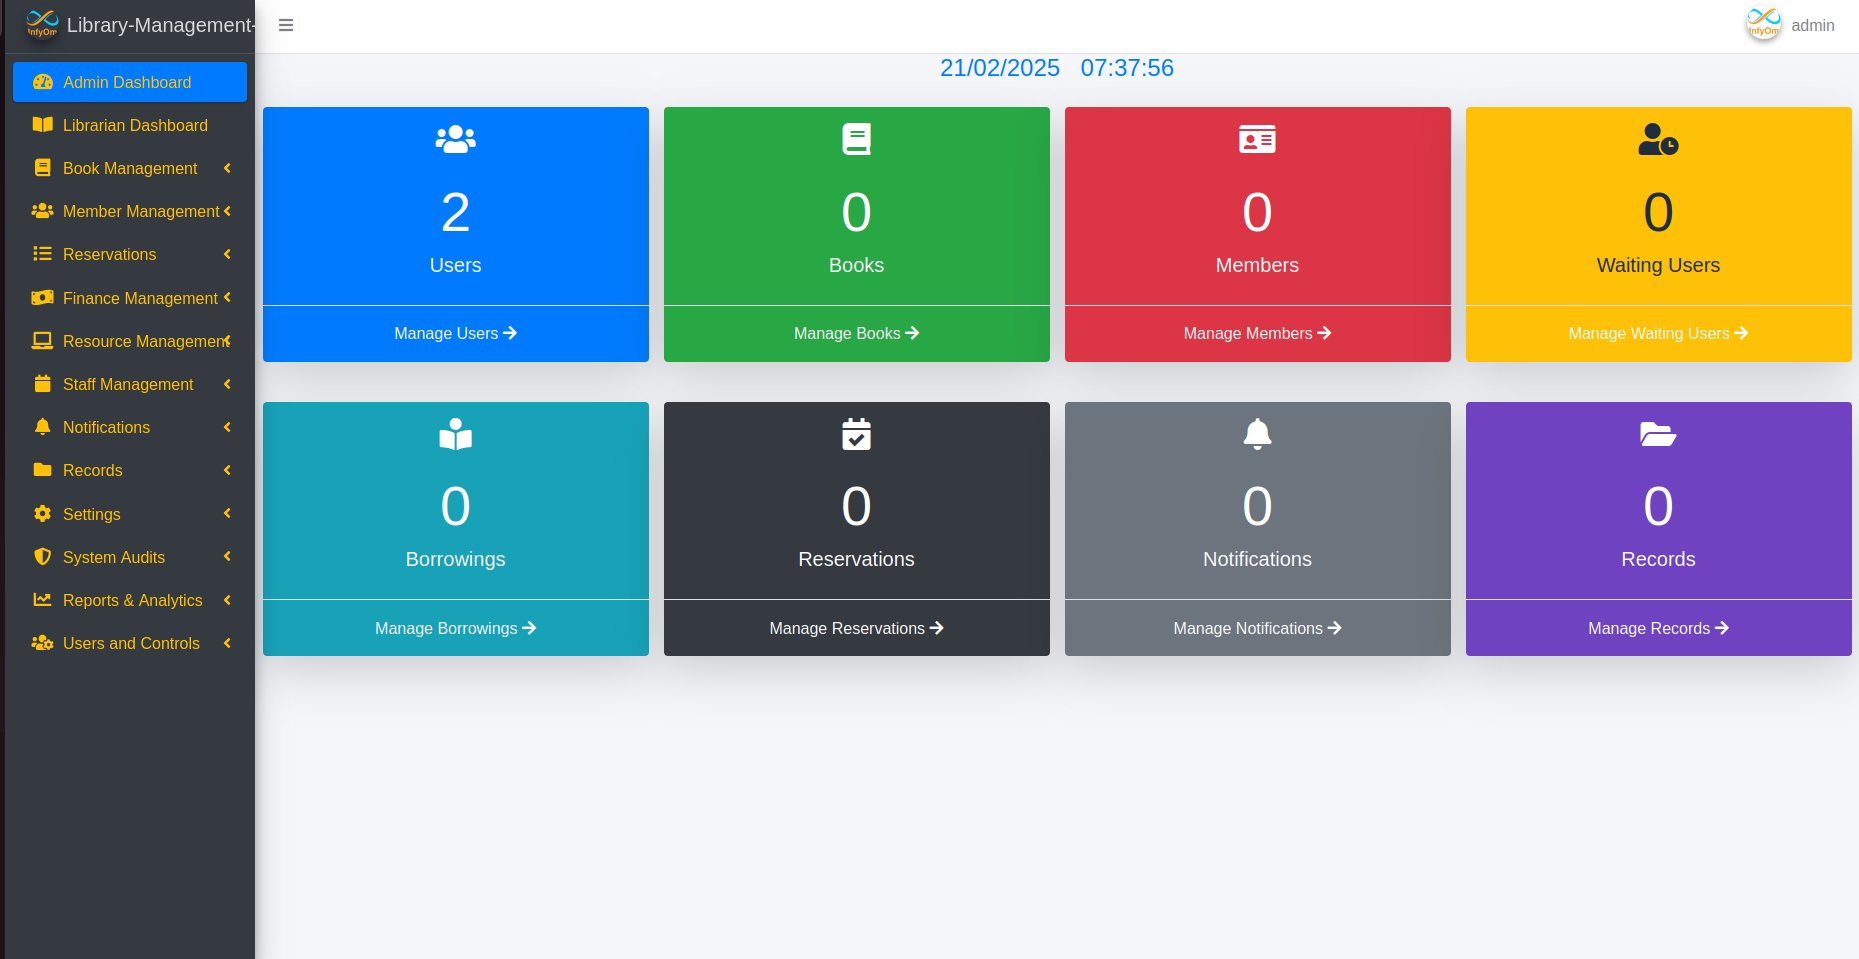 InfyOm Library-Management-
InfyOm admin
Admin Dashboard
Librarian Dashboard
Book Management
Member Management
Reservations
Finance Management
Resource Management
Staff Management
Notifications
Records
Settings
System Audits
Reports & Analytics
Users and Controls
21/02/2025 07:37:56
2
Users
Manage Users
0
Books
Manage Books
0
Members
Manage Members
0
Waiting Users
Manage Waiting Users
0
Borrowings
Manage Borrowings
0
Reservations
Manage Reservations
0
Notifications
Manage Notifications
0
Records
Manage Records